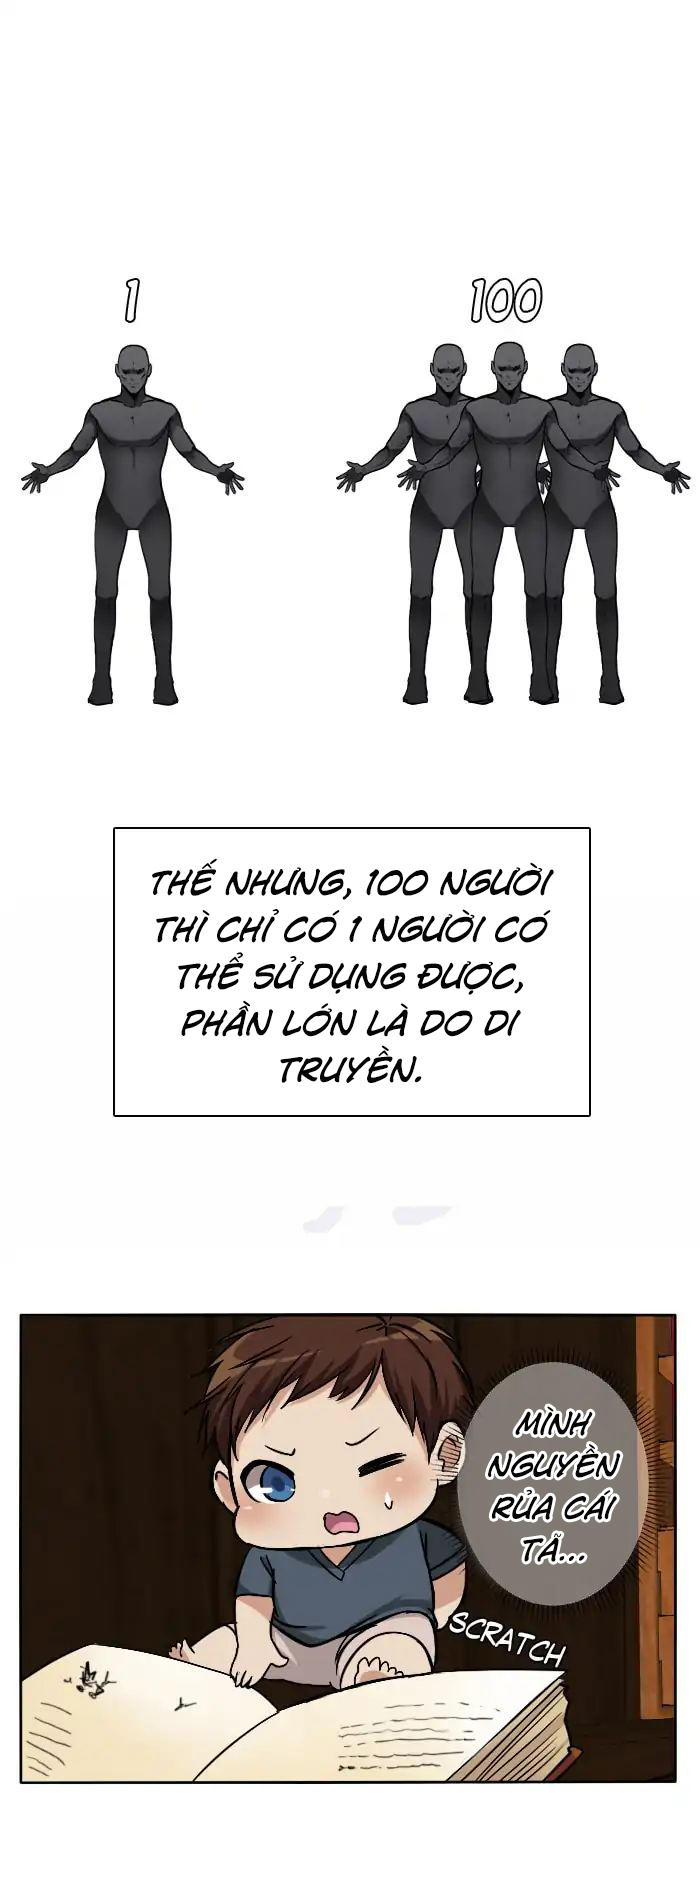 1
100
THẾ NHƯNG, 100 NGƯỜI
THÌ CHỈ CÓ 1 NGƯỜI CÓ
THỂ SỬ DỤNG ĐƯỢC,
PHẦN LỚN LÀ DO DI
TRUYỀN.
MÌNH
NGUYỀN
RỦA CÁI
TÃ...
SCRATCH